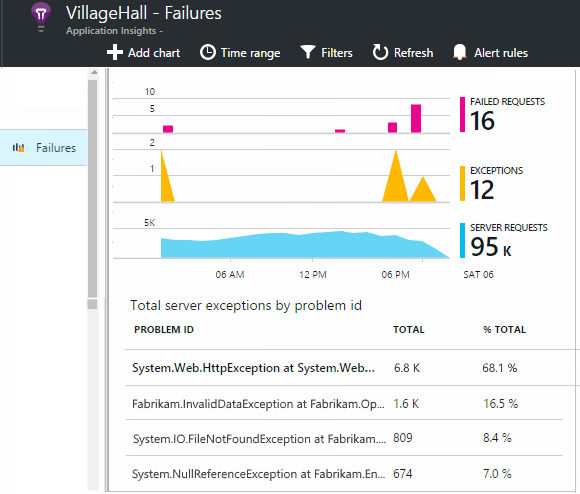 VillageHall - Failures
Application Insights -
Add chart Time range Filters Refresh Alert rules
Failures
10
5
FAILED REQUESTS
16
2
1
EXCEPTIONS
12
5K
SERVER REQUESTS
95 K
06 AM 12 PM 06 PM SAT 06
Total server exceptions by problem id
PROBLEM ID TOTAL % TOTAL
System.Web.HttpException at System.Web... 6.8 K 68.1 %
Fabrikam.InvalidDataException at Fabrikam.Op... 1.6 K 16.5 %
System.IO.FileNotFoundException at Fabrikam.... 809 8.4 %
System.NullReferenceException at Fabrikam.En... 674 7.0 %